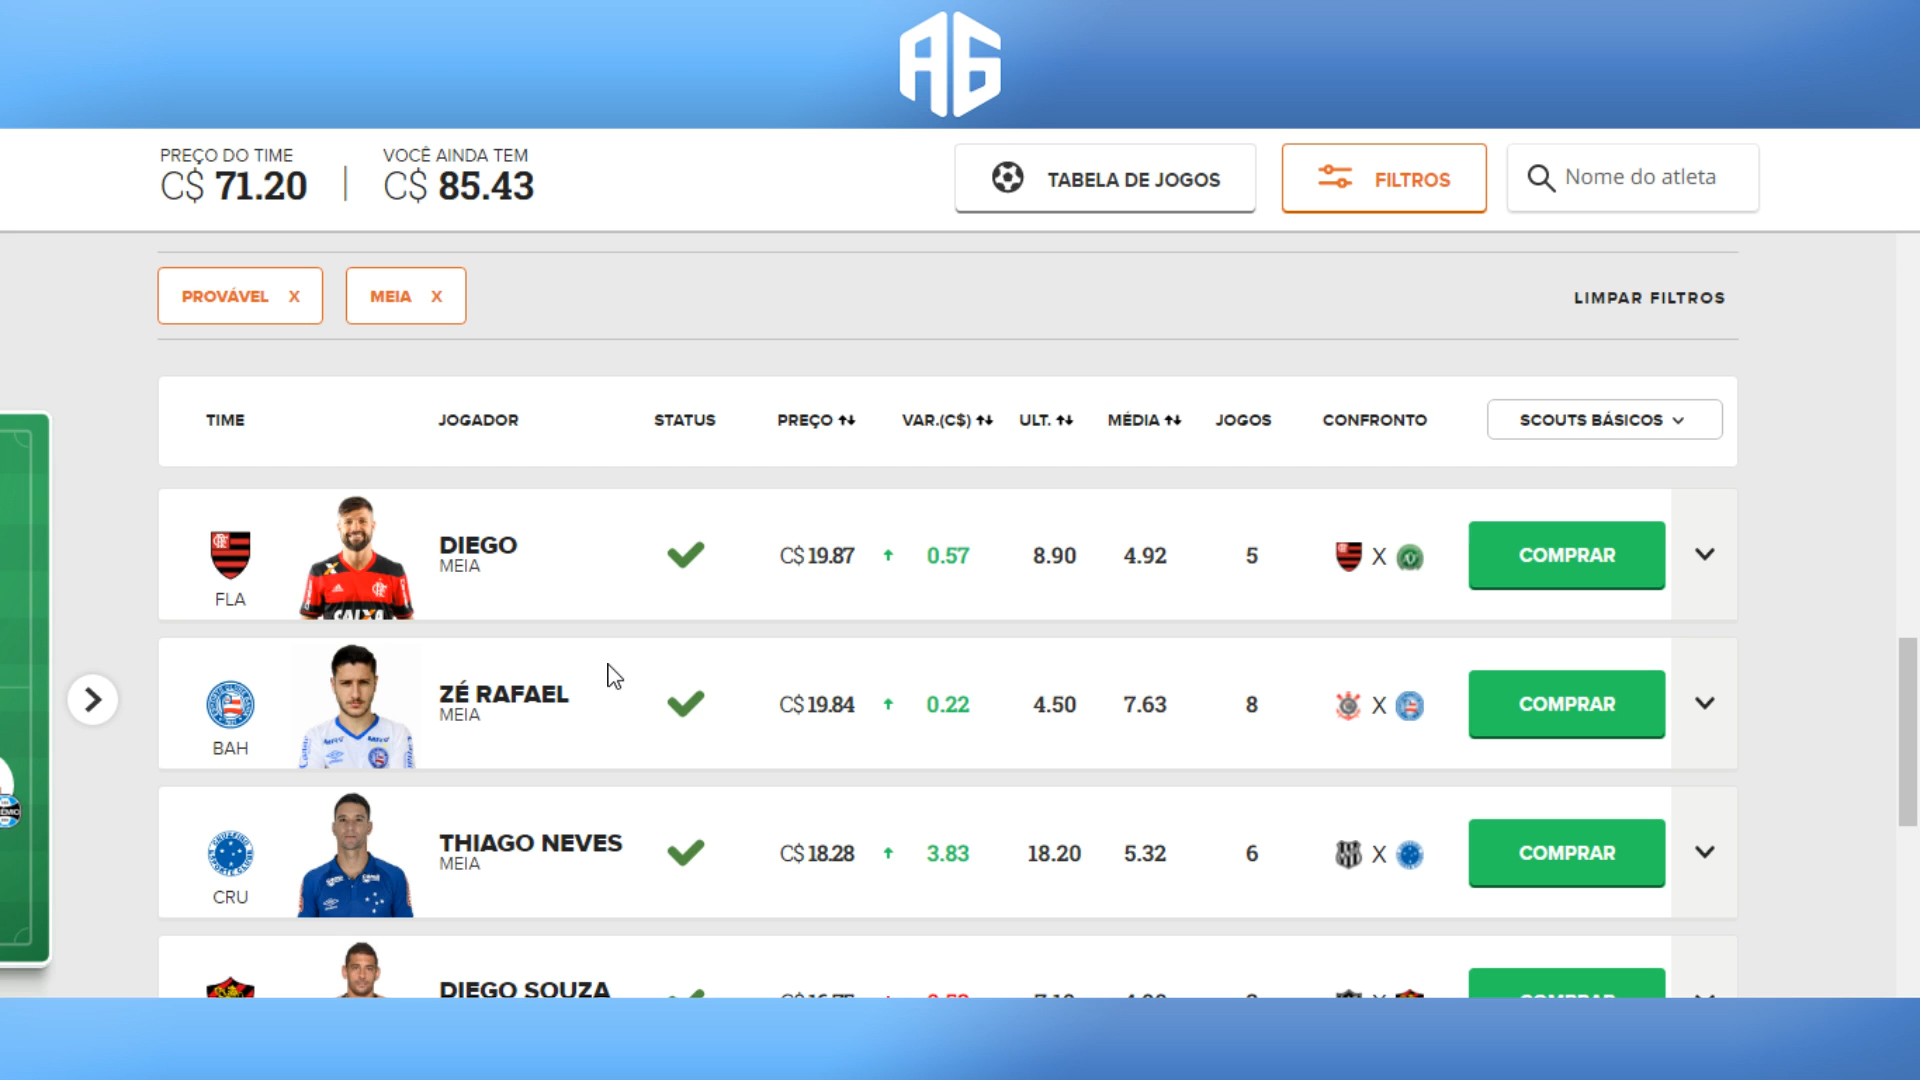 AG
PREÇO DO TIME
C$ 71.20
VOCÊ AINDA TEM
C$ 85.43
TABELA DE JOGOS
FILTROS
Nome do atleta
PROVÁVEL X
MEIA X
LIMPAR FILTROS
TIME JOGADOR STATUS PREÇO VAR.(C$) ULT. MÉDIA JOGOS CONFRONTO SCOUTS BÁSICOS
FLA
DIEGO
MEIA
C$ 19.87 0.57 8.90 4.92 5 X COMPRAR
BAH
ZÉ RAFAEL
MEIA
C$ 19.84 0.22 4.50 7.63 8 X COMPRAR
CRU
THIAGO NEVES
MEIA
C$ 18.28 3.83 18.20 5.32 6 X COMPRAR
DIEGO SOUZA
COMPRAR